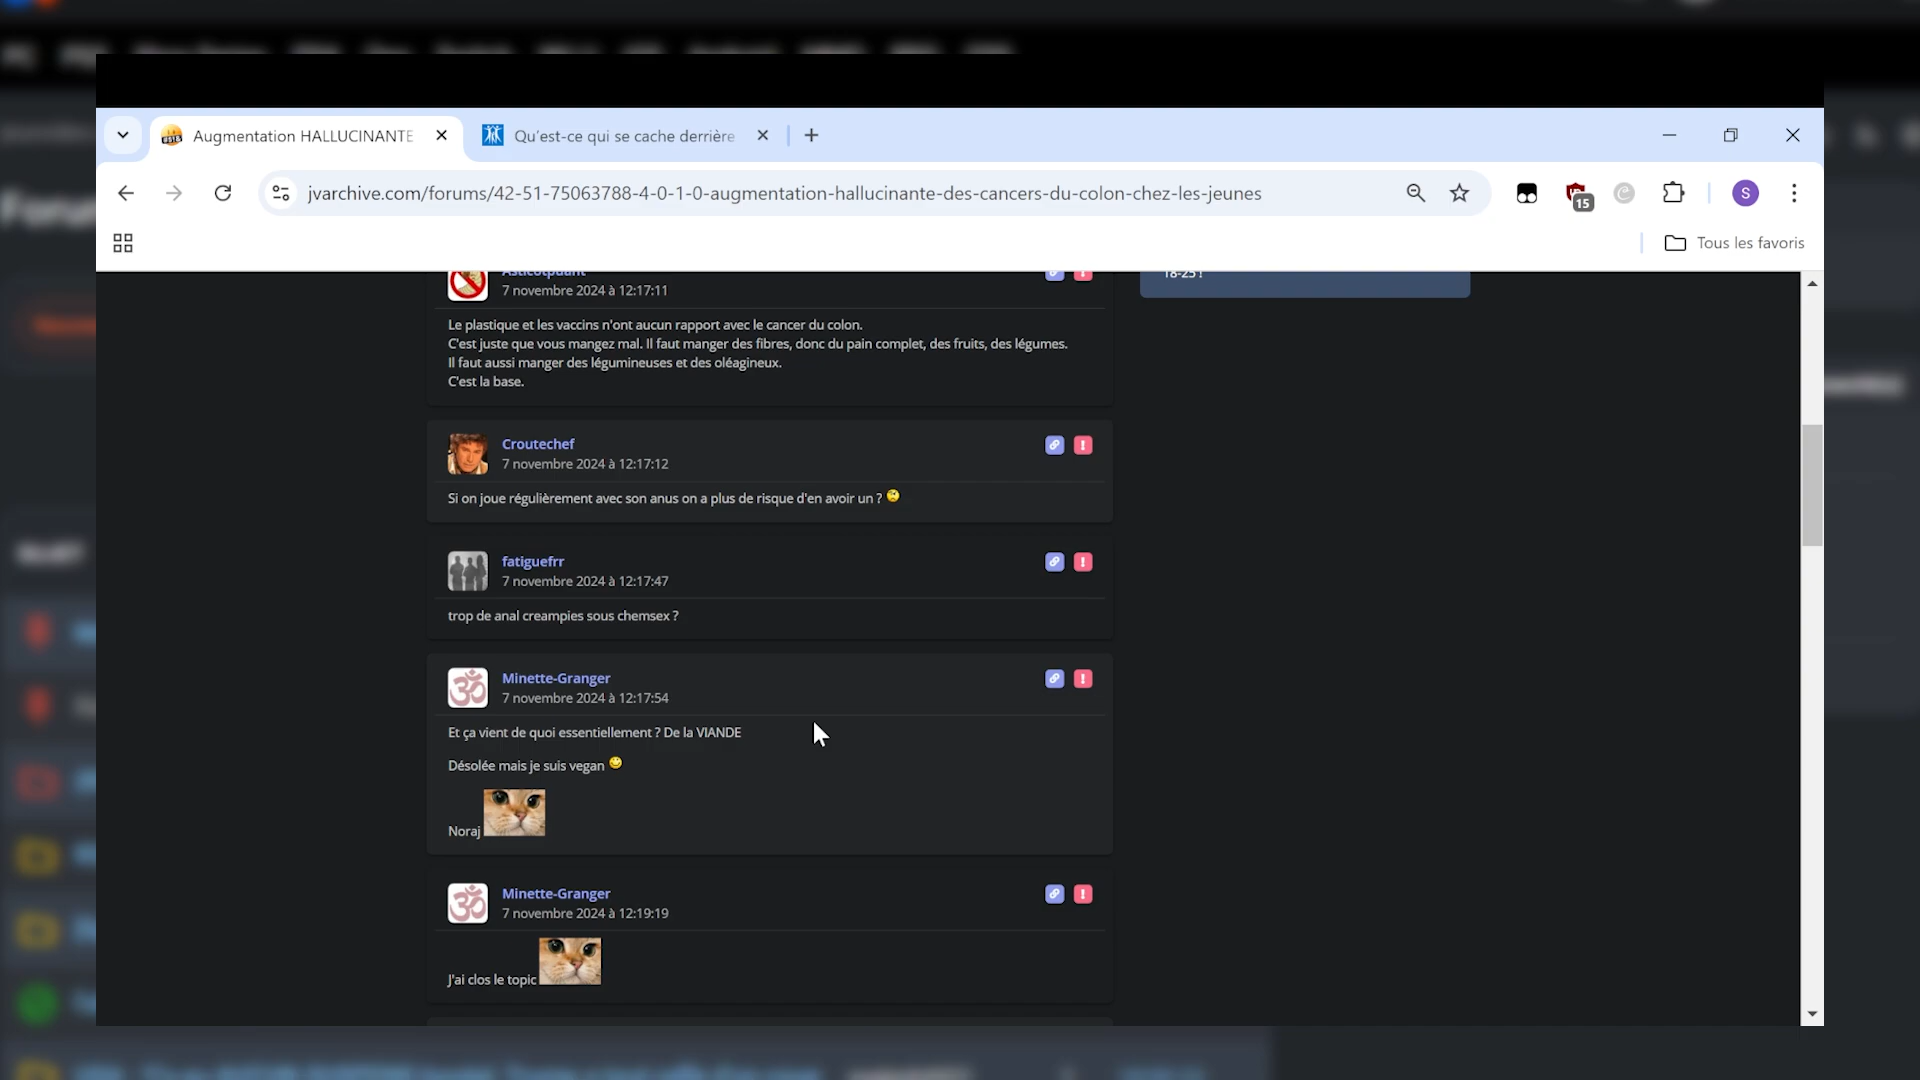 Augmentation HALLUCINANTE
Qu'est-ce qui se cache derrière
jvarchive.com/forums/42-51-75063788-4-0-1-0-augmentation-hallucinante-des-cancers-du-colon-chez-les-jeunes
15
S
Tous les favoris
Asticotpuant
18-25 !
7 novembre 2024 à 12:17:11
Le plastique et les vaccins n'ont aucun rapport avec le cancer du colon.
C'est juste que vous mangez mal. Il faut manger des fibres, donc du pain complet, des fruits, des légumes.
Il faut aussi manger des légumineuses et des oléagineux.
C'est la base.
Croutechef
7 novembre 2024 à 12:17:12
Si on joue régulièrement avec son anus on a plus de risque d'en avoir un ?
fatiguefrr
7 novembre 2024 à 12:17:47
trop de anal creampies sous chemsex ?
Minette-Granger
7 novembre 2024 à 12:17:54
Et ça vient de quoi essentiellement ? De la VIANDE
Désolée mais je suis vegan
Noraj
Minette-Granger
7 novembre 2024 à 12:19:19
J'ai clos le topic